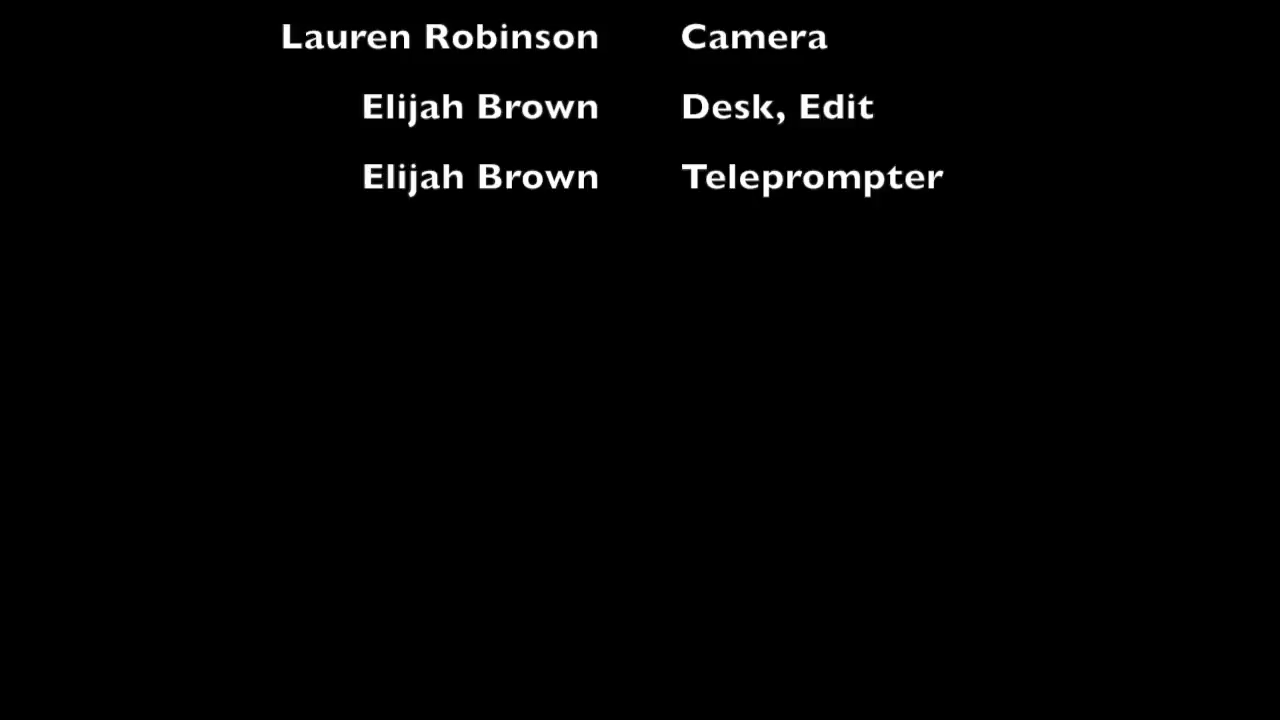 Lauren Robinson Camera
Elijah Brown Desk, Edit
Elijah Brown Teleprompter